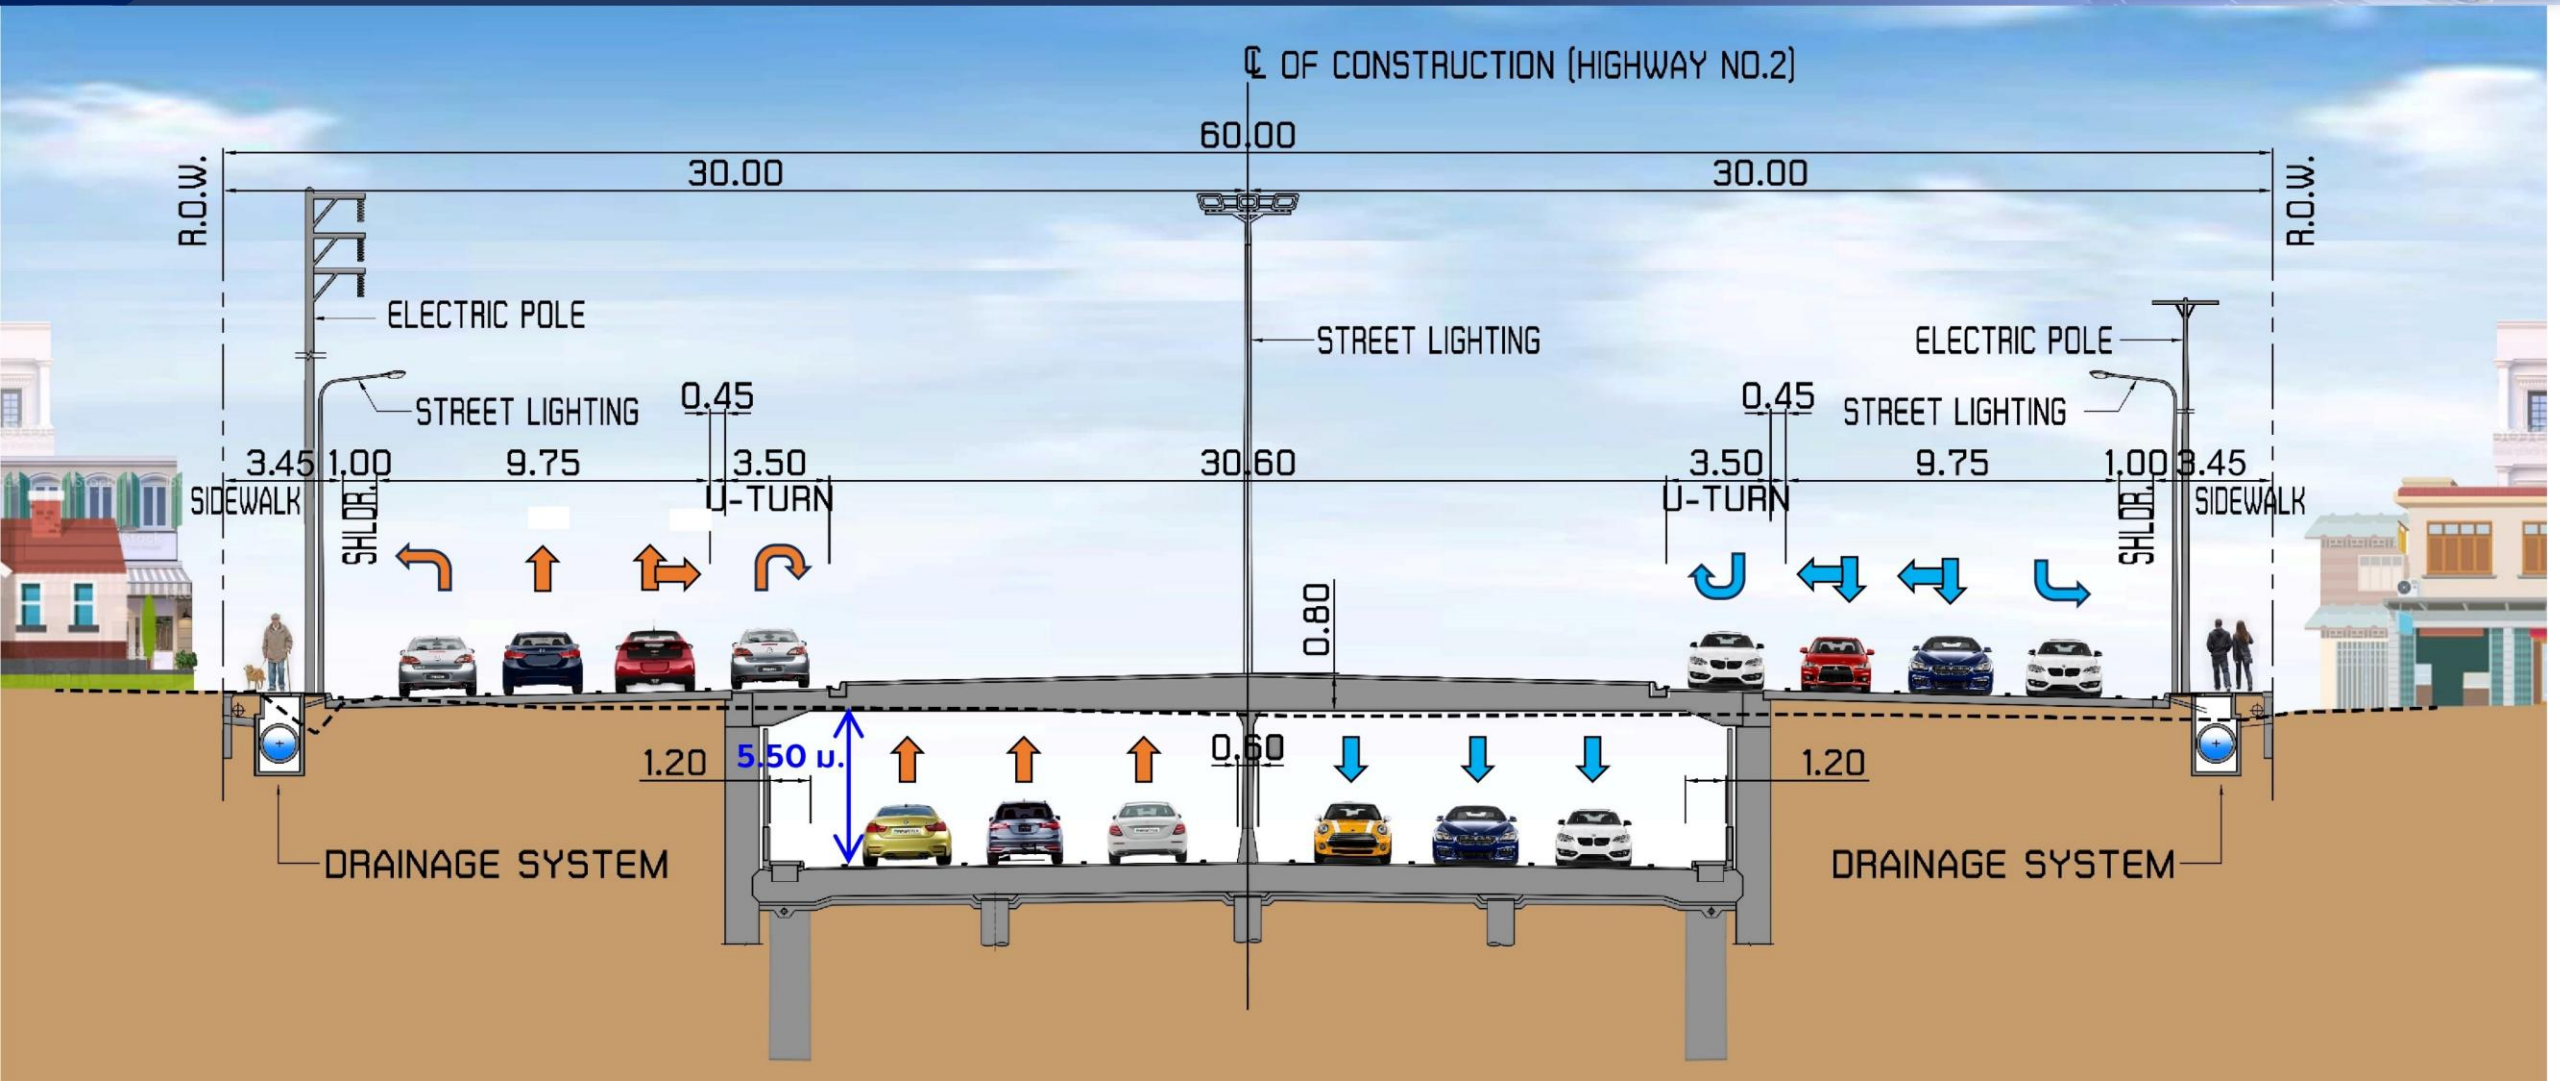 ℄ OF CONSTRUCTION (HIGHWAY NO.2)
60.00
30.00
30.00
R.O.W.
R.O.W.
ELECTRIC POLE
STREET LIGHTING
ELECTRIC POLE
0.45
STREET LIGHTING
0.45
STREET LIGHTING
3.45 1.00 9.75 3.50 30.60 3.50 9.75 1.00 3.45
SIDEWALK
SHLDR.
U-TURN
U-TURN
SHLDR.
SIDEWALK
0.80
1.20
5.50 ม.
0.60
1.20
DRAINAGE SYSTEM
DRAINAGE SYSTEM